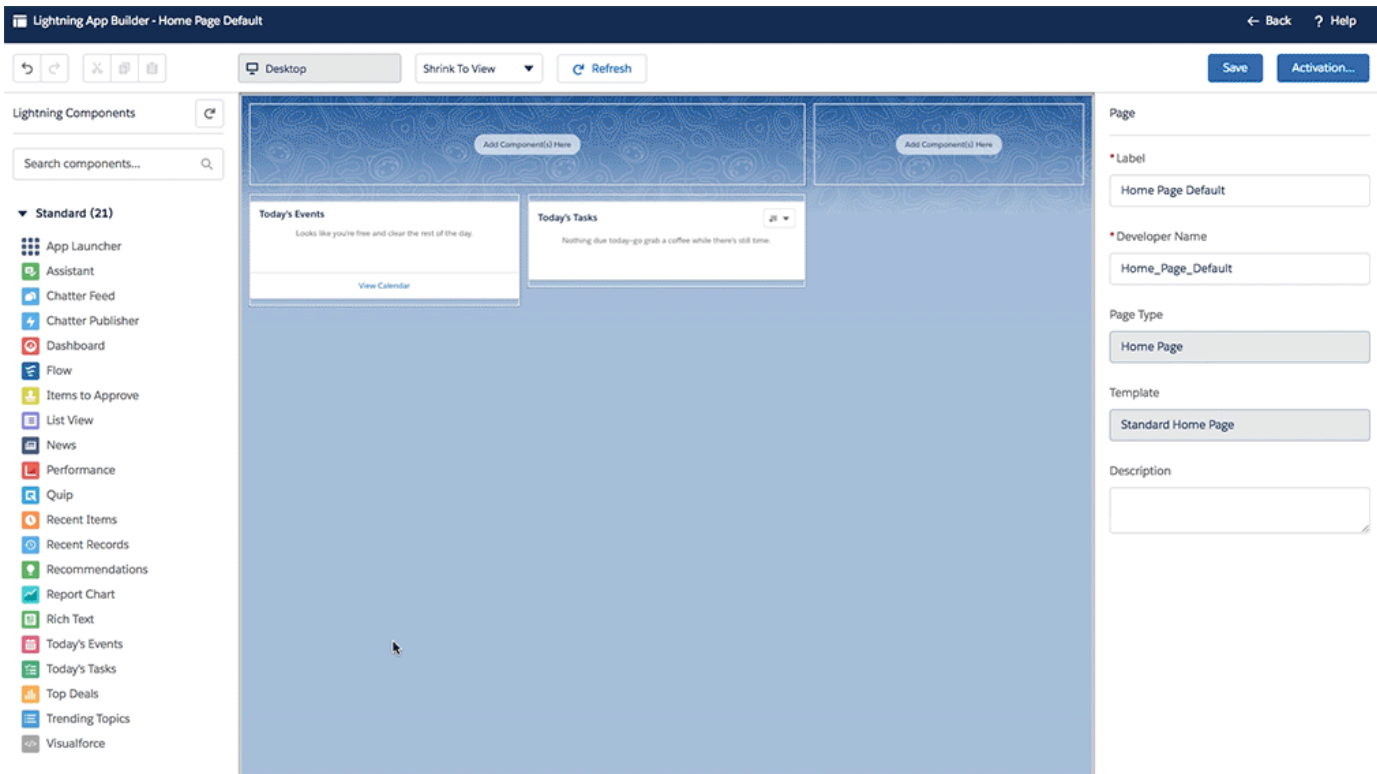 Lightning App Builder - Home Page Default
← Back
? Help
Desktop
Shrink To View
Refresh
Save
Activation...
Lightning Components
Search components...
Standard (21)
App Launcher
Assistant
Chatter Feed
Chatter Publisher
Dashboard
Flow
Items to Approve
List View
News
Performance
Quip
Recent Items
Recent Records
Recommendations
Report Chart
Rich Text
Today's Events
Today's Tasks
Top Deals
Trending Topics
Visualforce
Add Component(s) Here
Add Component(s) Here
Today's Events
Looks like you're free and clear the rest of the day.
View Calendar
Today's Tasks
Nothing due today–go grab a coffee while there's still time.
Page
*Label
Home Page Default
*Developer Name
Home_Page_Default
Page Type
Home Page
Template
Standard Home Page
Description